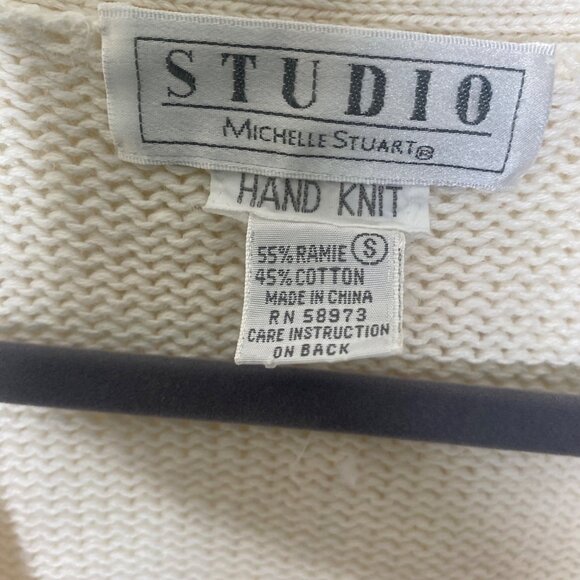 STUDIO
MICHELLE STUART®
HAND KNIT
55% RAMIE S
45% COTTON
MADE IN CHINA
RN 58973
CARE INSTRUCTION
ON BACK